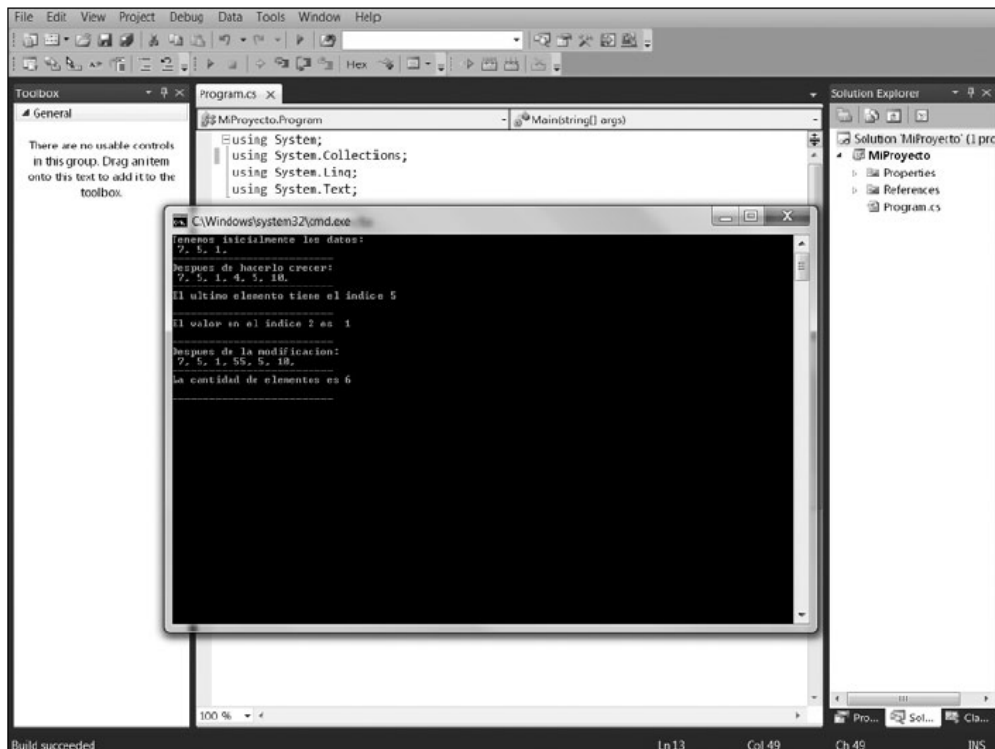 File Edit View Project Debug Data Tools Window Help
Hex
Toolbox
General
There are no usable controls
in this group. Drag an item
onto this text to add it to the
toolbox.
Program.cs X
MiProyecto.Program
Main(string[] args)
using System;
using System.Collections;
using System.Linq;
using System.Text;
C:\Windows\system32\cmd.exe
Tenemos inicialmente los datos:
7, 5, 1,
Despues de hacerlo crecer:
7, 5, 1, 4, 5, 10,
El ultimo elemento tiene el indice 5
El valor en el indice 2 es 1
Despues de la modificacion:
7, 5, 1, 55, 5, 10,
La cantidad de elementos es 6
Solution Explorer
Solution 'MiProyecto' (1 pro
MiProyecto
Properties
References
Program.cs
100 %
Pro... Sol... Cla...
Build succeeded
Ln 13 Col 49 Ch 49 INS